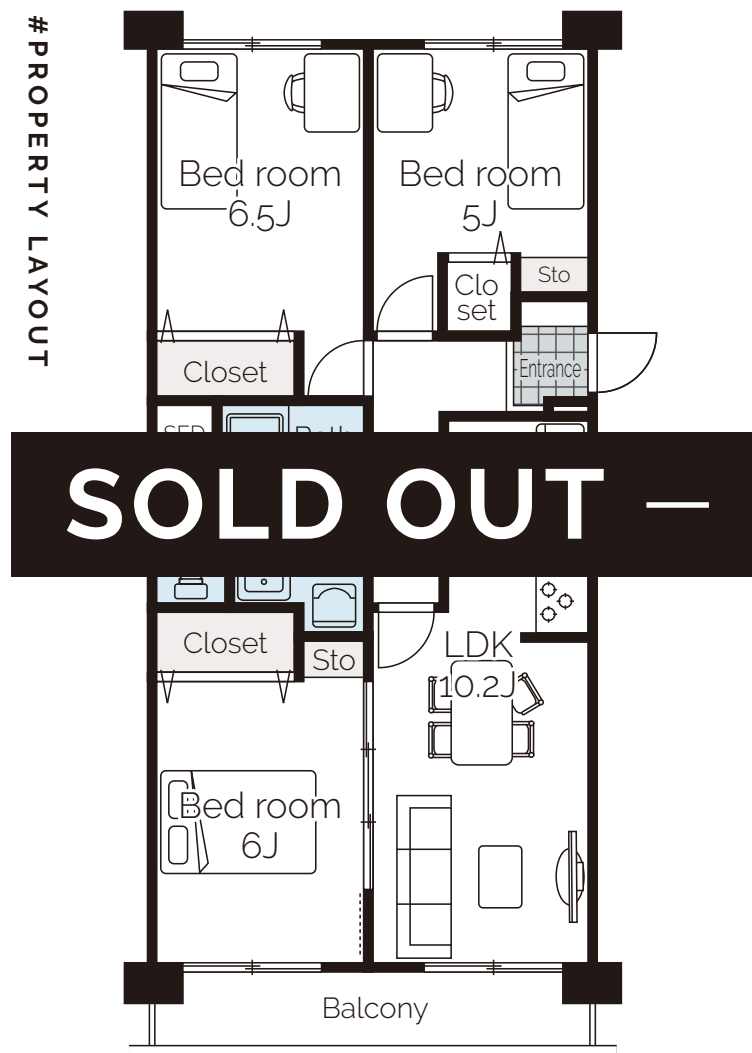 #PROPERTY LAYOUT
Bed room
6.5J
Bed room
5J
Clo
set
Sto
Closet
Entrance
SOLD OUT —
Closet
Sto
LDK
10.2J
Bed room
6J
Balcony